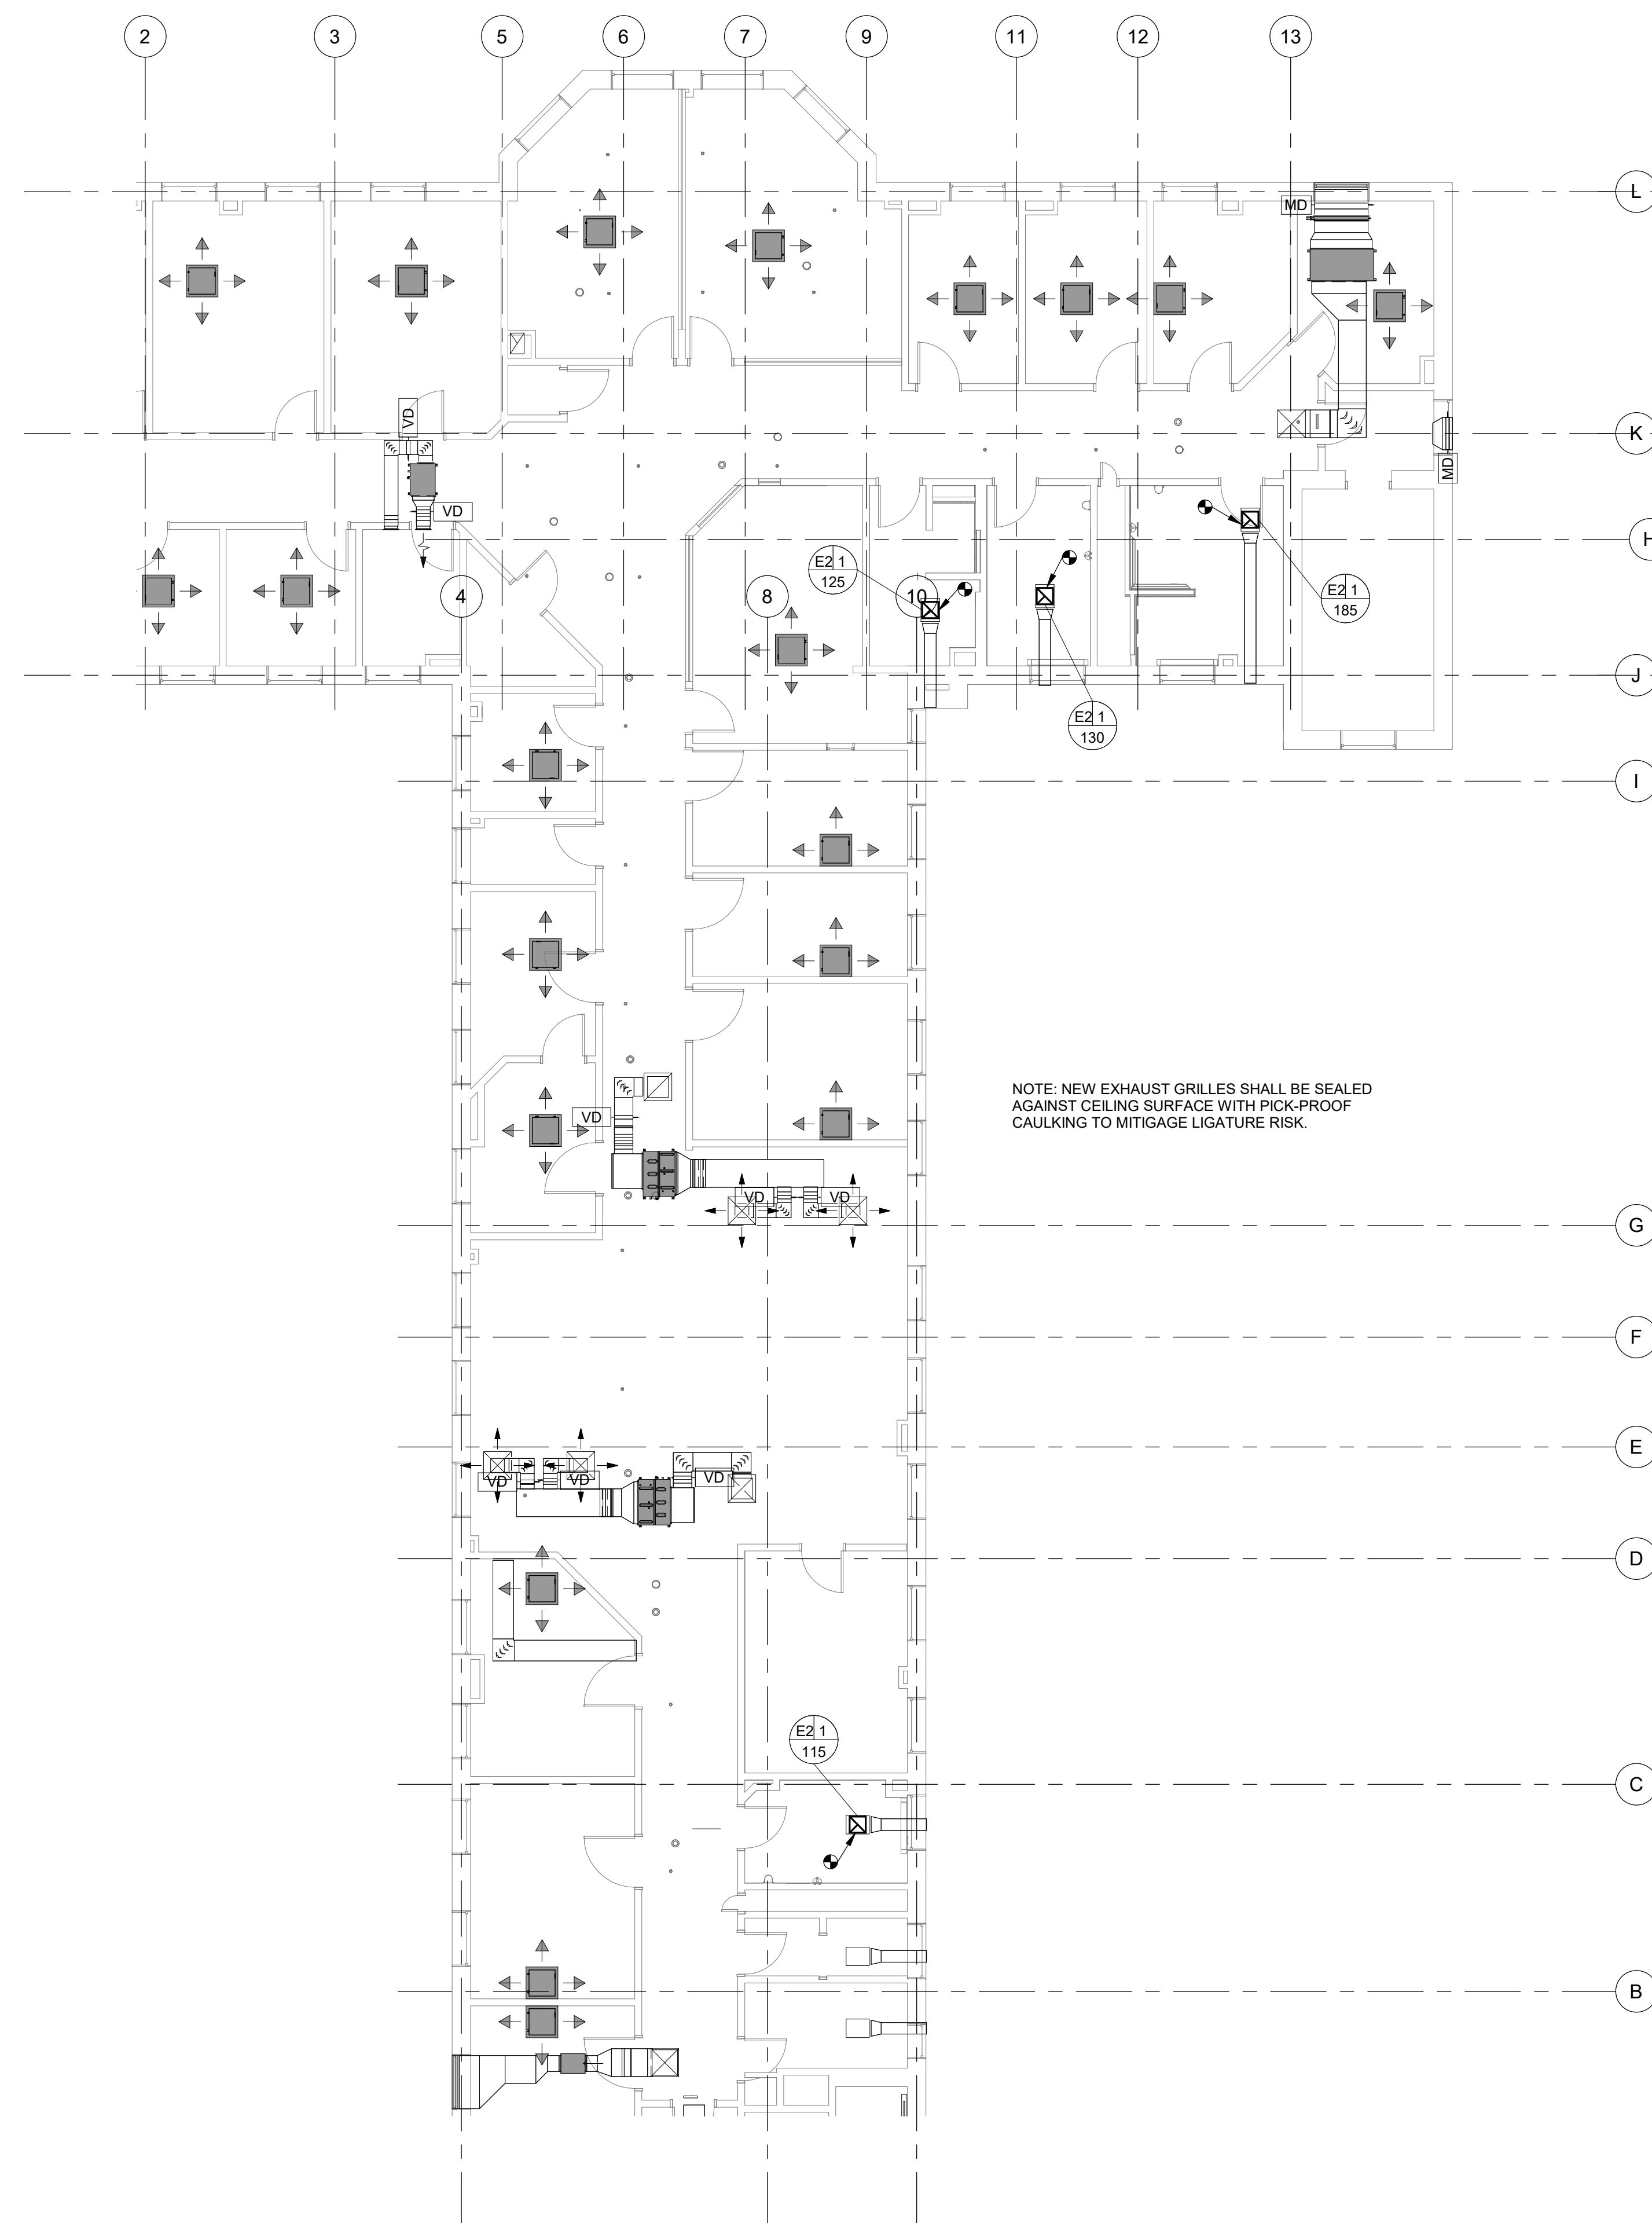 2
3
5
6
7
9
11
12
13
L
MD
K
VD
MD
VD
H
E2 1
125
4
8
10
E2 1
185
J
E2 1
130
I
NOTE: NEW EXHAUST GRILLES SHALL BE SEALED
AGAINST CEILING SURFACE WITH PICK-PROOF
CAULKING TO MITIGAGE LIGATURE RISK.
VD
VD
VD
G
F
E
VD
VD
VD
D
E2 1
115
C
B